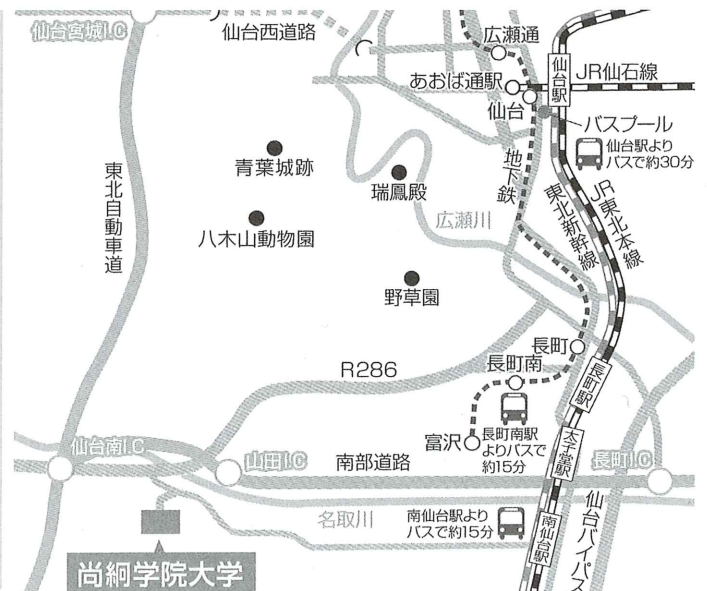 仙台宮城I.C
仙台西道路
広瀬通
あおば通駅
仙台
仙台駅
JR仙石線
バスプール
仙台駅より
バスで約30分
地下鉄
青葉城跡
瑞鳳殿
東北自動車道
八木山動物園
広瀬川
東北新幹線
JR東北本線
野草園
長町
R286
長町南
長町駅
富沢
長町南駅
よりバスで
約15分
太子堂駅
仙台南I.C
山田I.C
南部道路
長町I.C
名取川
南仙台駅より
バスで約15分
南仙台駅
仙台バイパス
尚絅学院大学